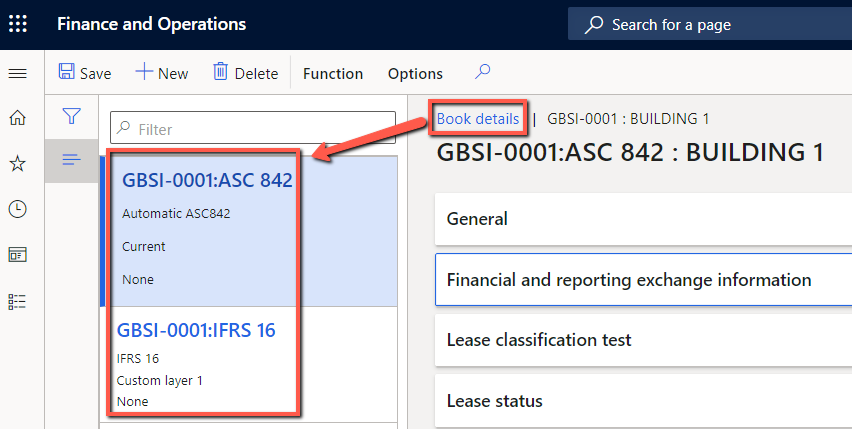 Finance and Operations
Search for a page
Save
New
Delete
Function
Options
Filter
GBSI-0001:ASC 842
Automatic ASC842
Current
None
GBSI-0001:IFRS 16
IFRS 16
Custom layer 1
None
Book details | GBSI-0001 : BUILDING 1
GBSI-0001:ASC 842 : BUILDING 1
General
Financial and reporting exchange information
Lease classification test
Lease status